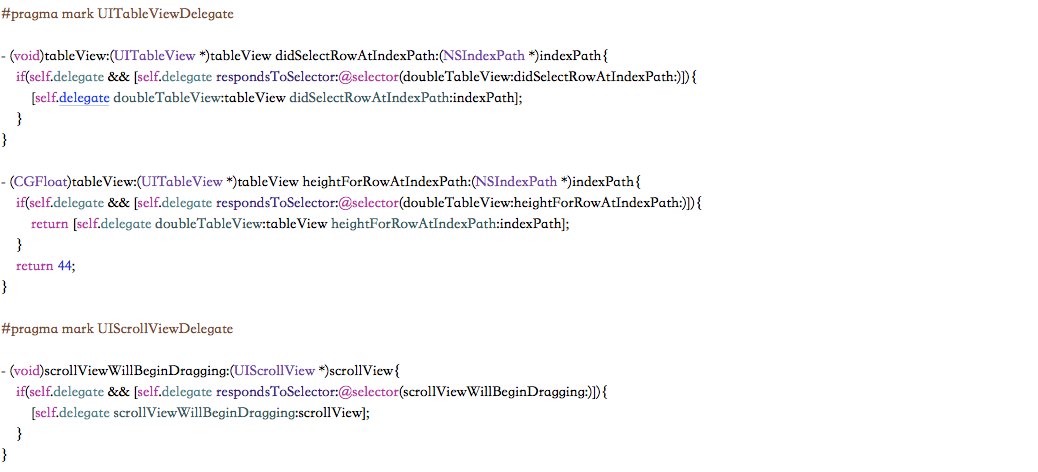 #pragma mark UITableViewDelegate
- (void)tableView:(UITableView *)tableView didSelectRowAtIndexPath:(NSIndexPath *)indexPath{
if(self.delegate && [self.delegate respondsToSelector:@selector(doubleTableView:didSelectRowAtIndexPath:)]){
[self.delegate doubleTableView:tableView didSelectRowAtIndexPath:indexPath];
}
}
- (CGFloat)tableView:(UITableView *)tableView heightForRowAtIndexPath:(NSIndexPath *)indexPath{
if(self.delegate && [self.delegate respondsToSelector:@selector(doubleTableView:heightForRowAtIndexPath:)]){
return [self.delegate doubleTableView:tableView heightForRowAtIndexPath:indexPath];
}
return 44;
}
#pragma mark UIScrollViewDelegate
- (void)scrollViewWillBeginDragging:(UIScrollView *)scrollView{
if(self.delegate && [self.delegate respondsToSelector:@selector(scrollViewWillBeginDragging:)]){
[self.delegate scrollViewWillBeginDragging:scrollView];
}
}